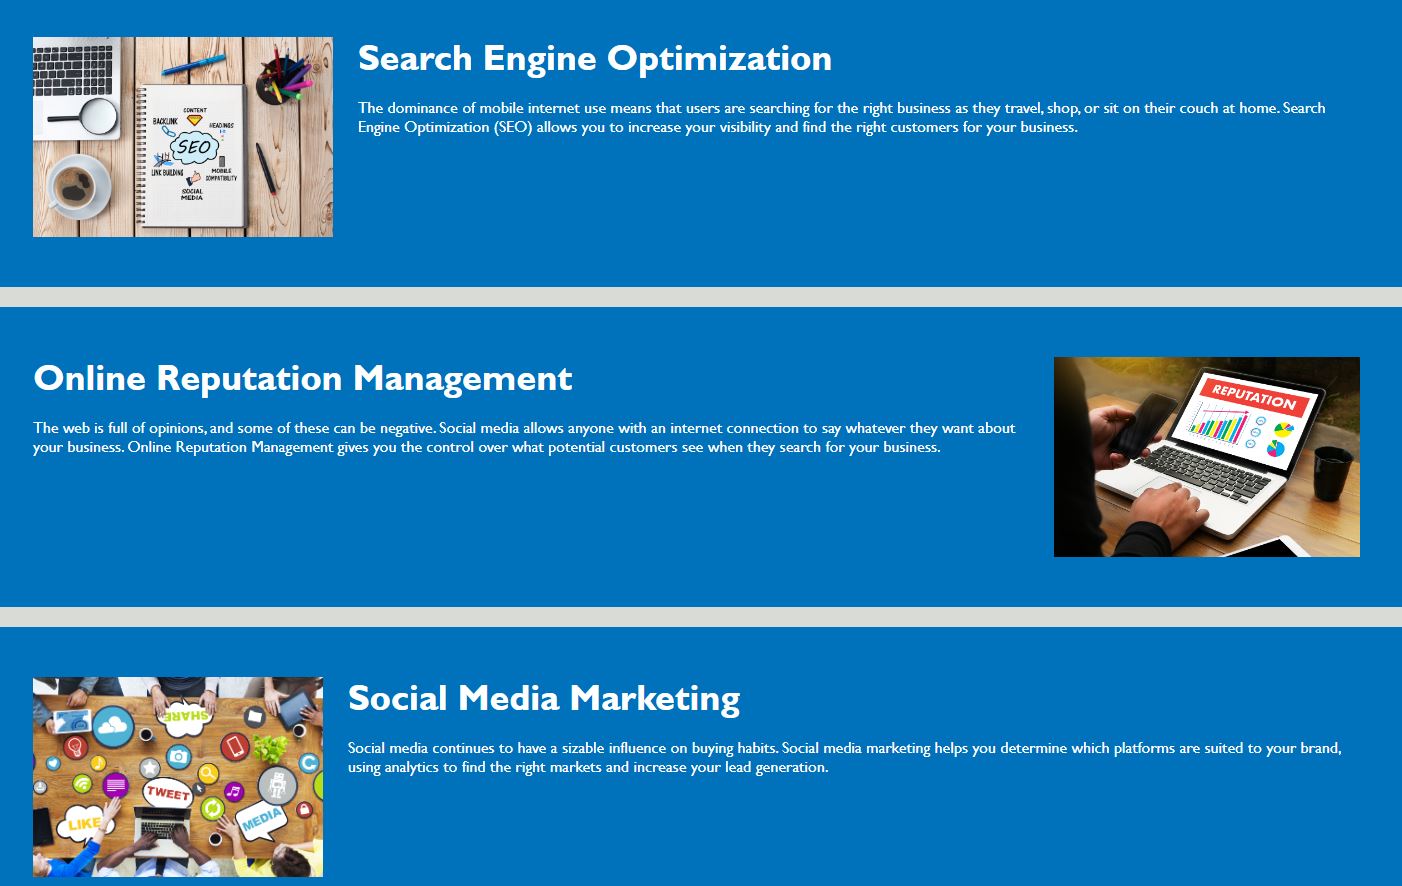 Search Engine Optimization
The dominance of mobile internet use means that users are searching for the right business as they travel, shop, or sit on their couch at home. Search
Engine Optimization (SEO) allows you to increase your visibility and find the right customers for your business.
CONTENT
BACKLINK
HEADINGS
SEO
LINK BUILDING
MOBILE
COMPATIBILITY
SOCIAL
MEDIA
Online Reputation Management
The web is full of opinions, and some of these can be negative. Social media allows anyone with an internet connection to say whatever they want about
your business. Online Reputation Management gives you the control over what potential customers see when they search for your business.
REPUTATION
Social Media Marketing
Social media continues to have a sizable influence on buying habits. Social media marketing helps you determine which platforms are suited to your brand,
using analytics to find the right markets and increase your lead generation.
SHARE
TWEET
LIKE
MEDIA